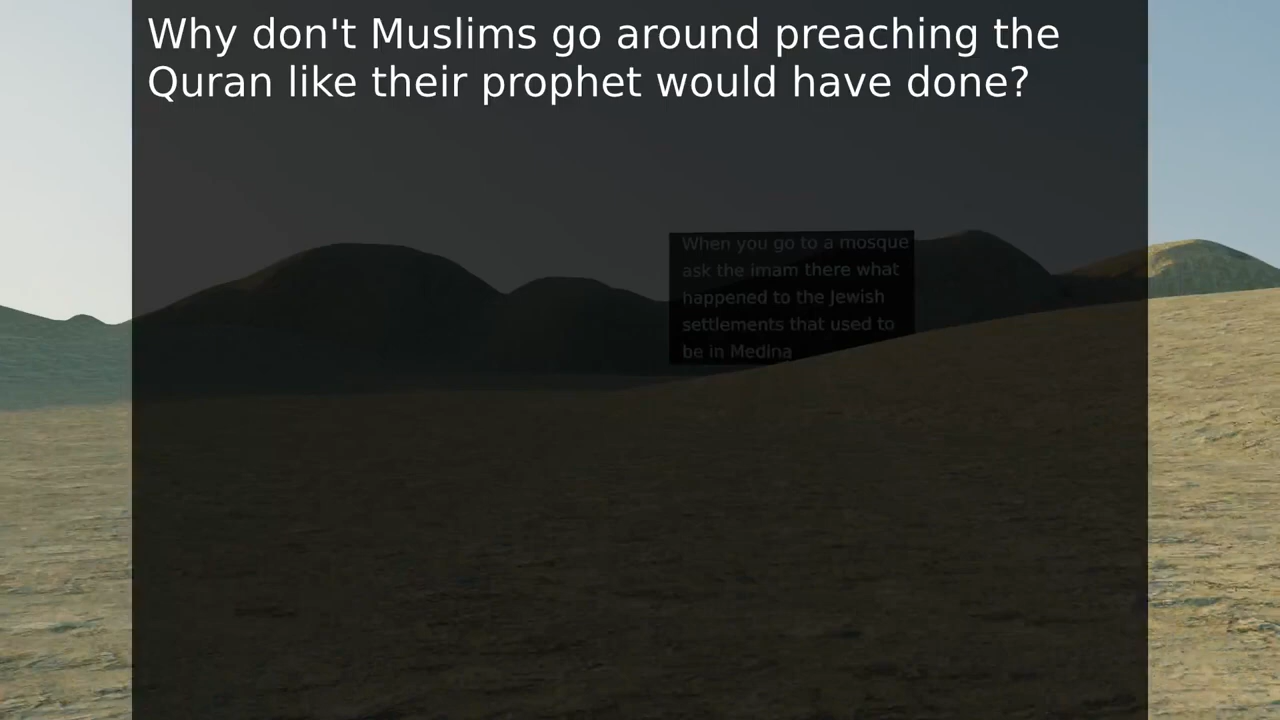 Why don't Muslims go around preaching the
Quran like their prophet would have done?
When you go to a mosque
ask the imam there what
happened to the Jewish
settlements that used to
be in Medina